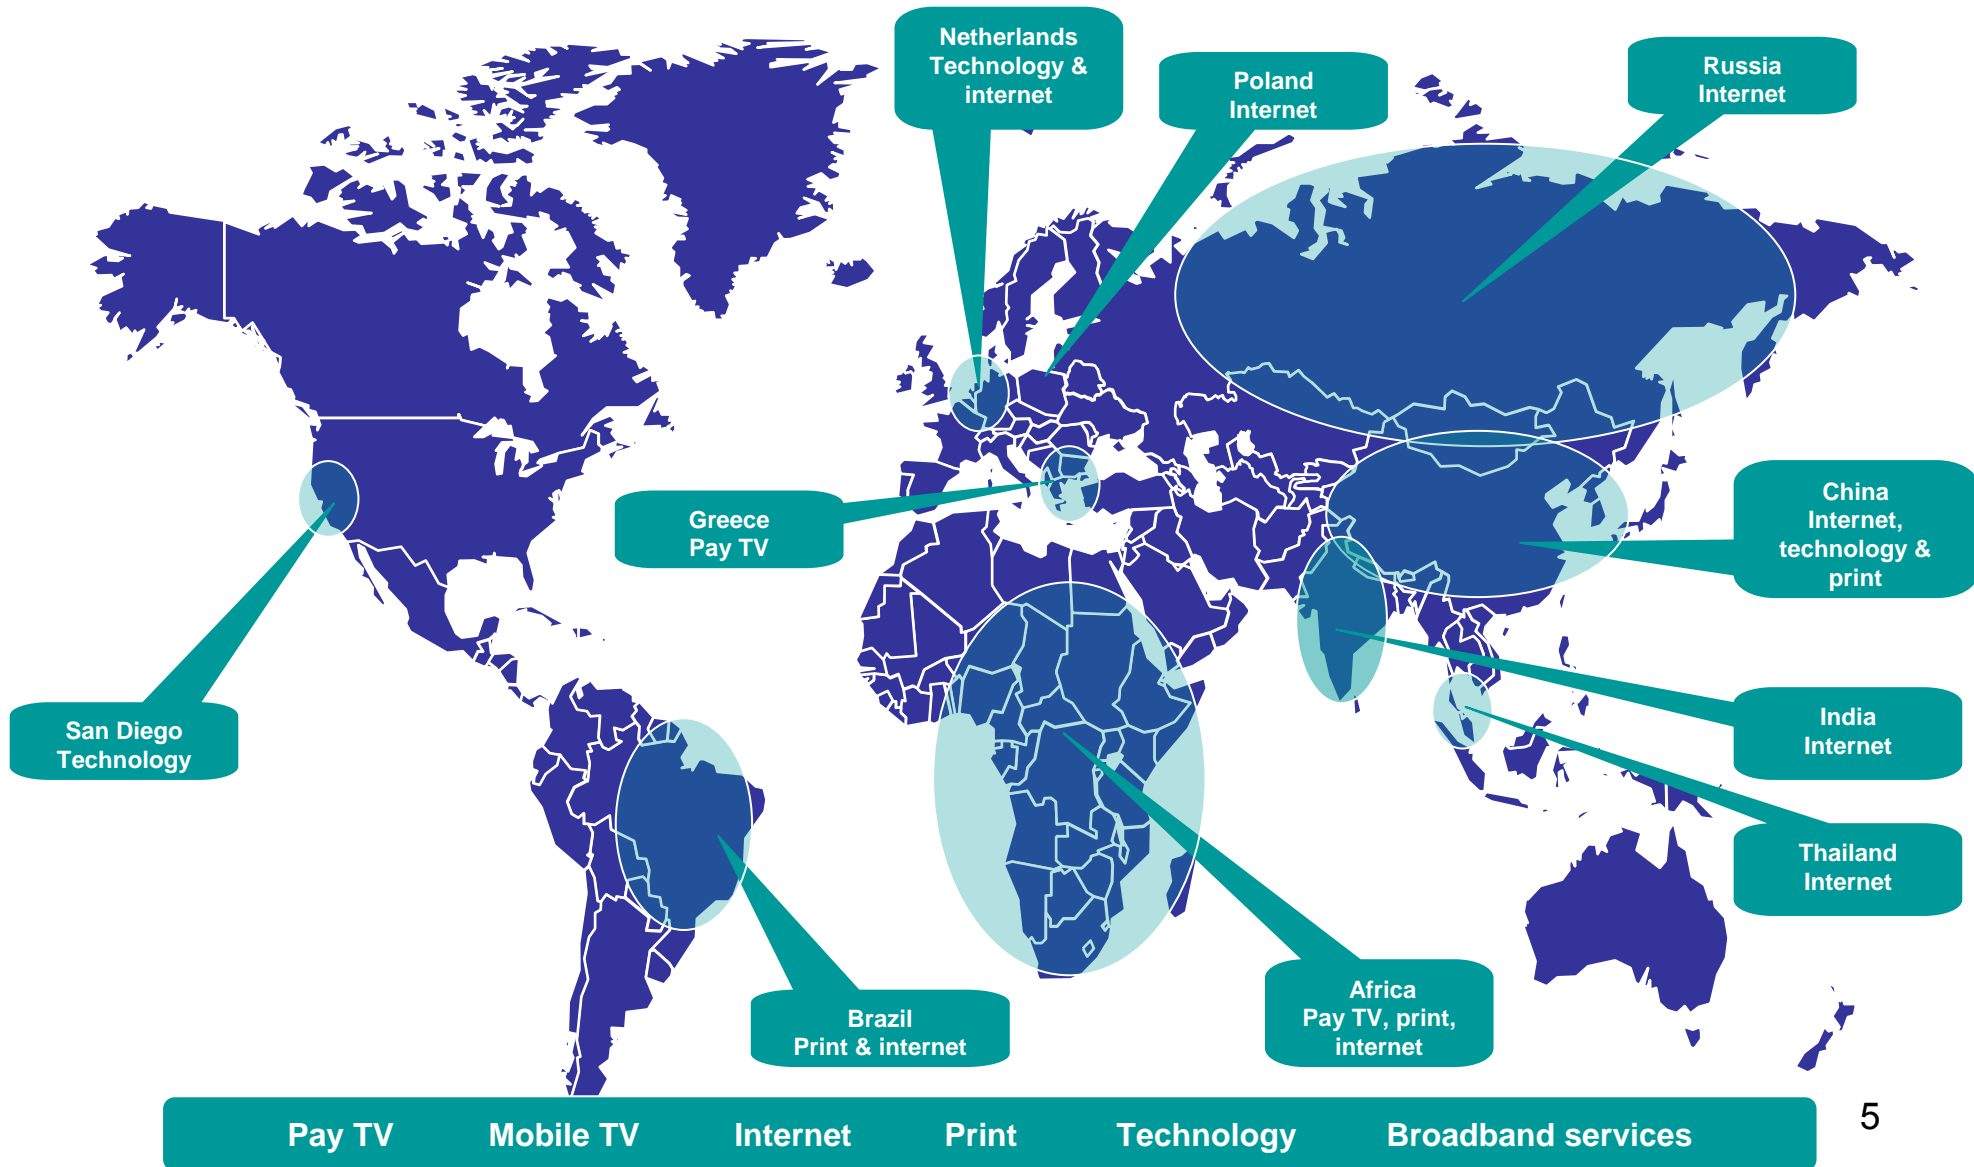 Netherlands
Technology &
internet
Poland
Internet
Russia
Internet
China
Internet,
technology &
print
Greece
Pay TV
San Diego
Technology
India
Internet
Thailand
Internet
Africa
Pay TV, print,
internet
Brazil
Print & internet
Pay TV Mobile TV Internet Print Technology Broadband services
5